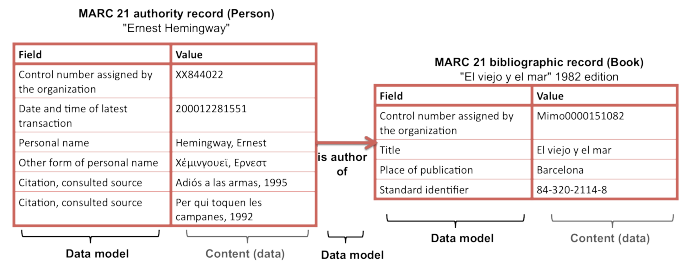 MARC 21 authority record (Person)
"Ernest Hemingway"
Field Value
Control number assigned by the organization XX844022
Date and time of latest transaction 200012281551
Personal name Hemingway, Ernest
Other form of personal name Χέμινγουεϊ, Ερνεστ
Citation, consulted source Adiós a las armas, 1995
Citation, consulted source Per qui toquen les campanes, 1992
Data model
Content (data)
is author
of
Data model
MARC 21 bibliographic record (Book)
"El viejo y el mar" 1982 edition
Field Value
Control number assigned by the organization Mimo0000151082
Title El viejo y el mar
Place of publication Barcelona
Standard identifier 84-320-2114-8
Data model
Content (data)